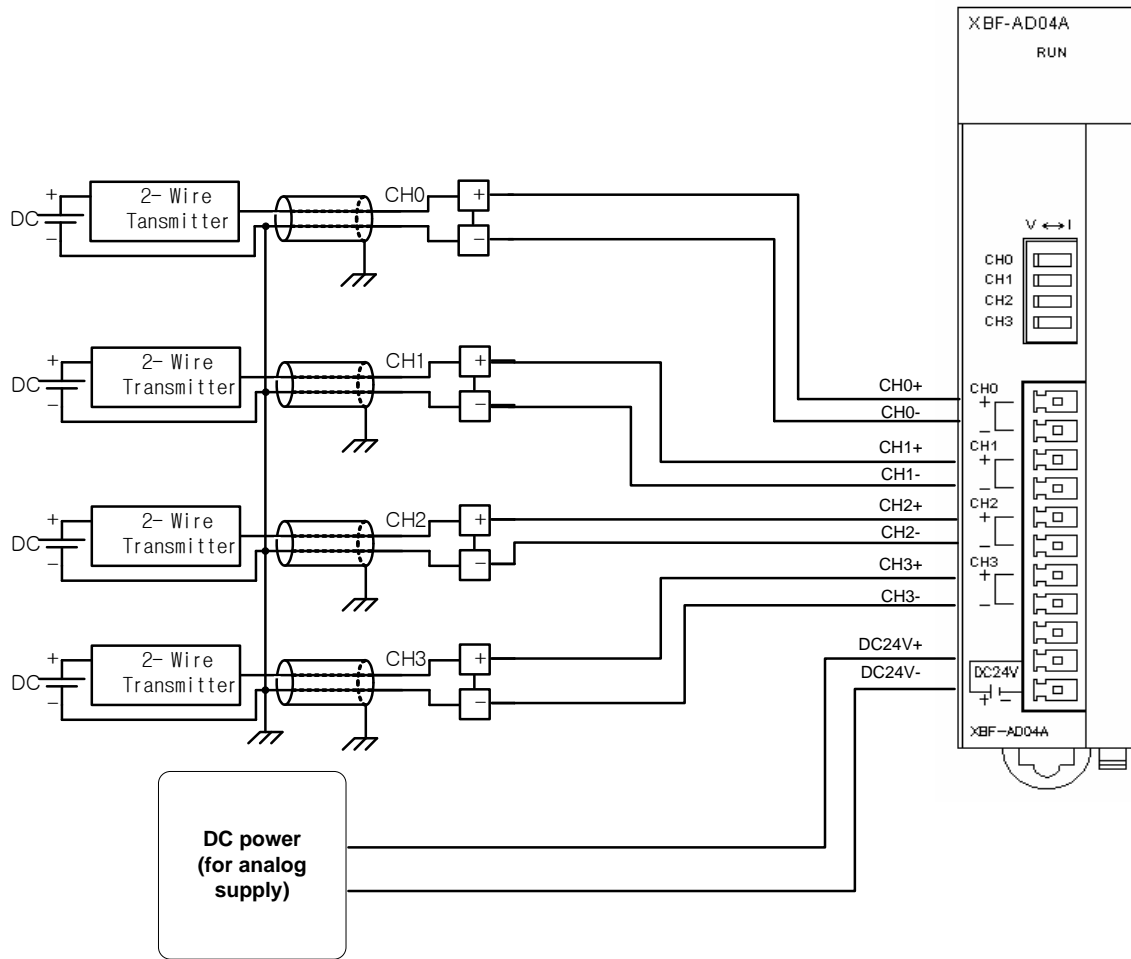 XBF-AD04A
RUN
+
DC
−
2- Wire
Tansmitter
CH0
+
−
V ↔ I
CH0
CH1
CH2
CH3
+
DC
−
2- Wire
Transmitter
CH1
+
−
CH0+
CH0-
CH1+
CH1-
CH2+
CH2-
CH3+
CH3-
DC24V+
DC24V-
CH0
+
−
CH1
+
−
CH2
+
−
CH3
+
−
DC24V
+ −
XBF-AD04A
+
DC
−
2- Wire
Transmitter
CH2
+
−
+
DC
−
2- Wire
Transmitter
CH3
+
−
DC power
(for analog
supply)